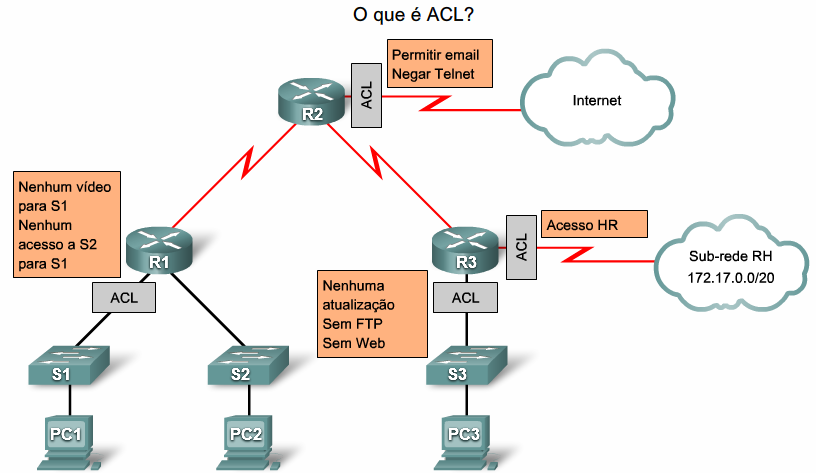 O que é ACL?
Permitir email
Negar Telnet
ACL
Internet
R2
Nenhum vídeo
para S1
Nenhum
acesso a S2
para S1
R1
ACL
R3
ACL
Acesso HR
Sub-rede RH
172.17.0.0/20
Nenhuma
atualização
Sem FTP
Sem Web
ACL
S1
S2
S3
PC1
PC2
PC3